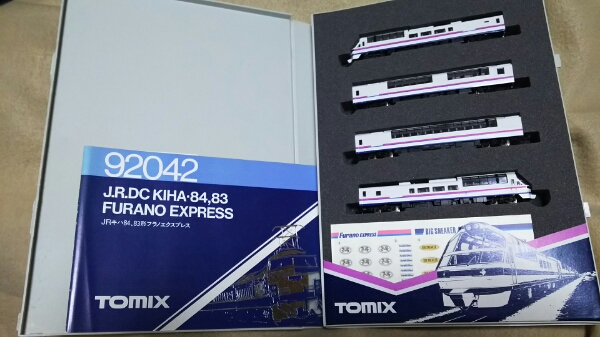 92042
J.R.DC KIHA·84,83
FURANO EXPRESS
JRキハ84,83形フラノエクスプレス
TOMIX
FURANO EXPRESS
BIG SNEAKER
TOMIX